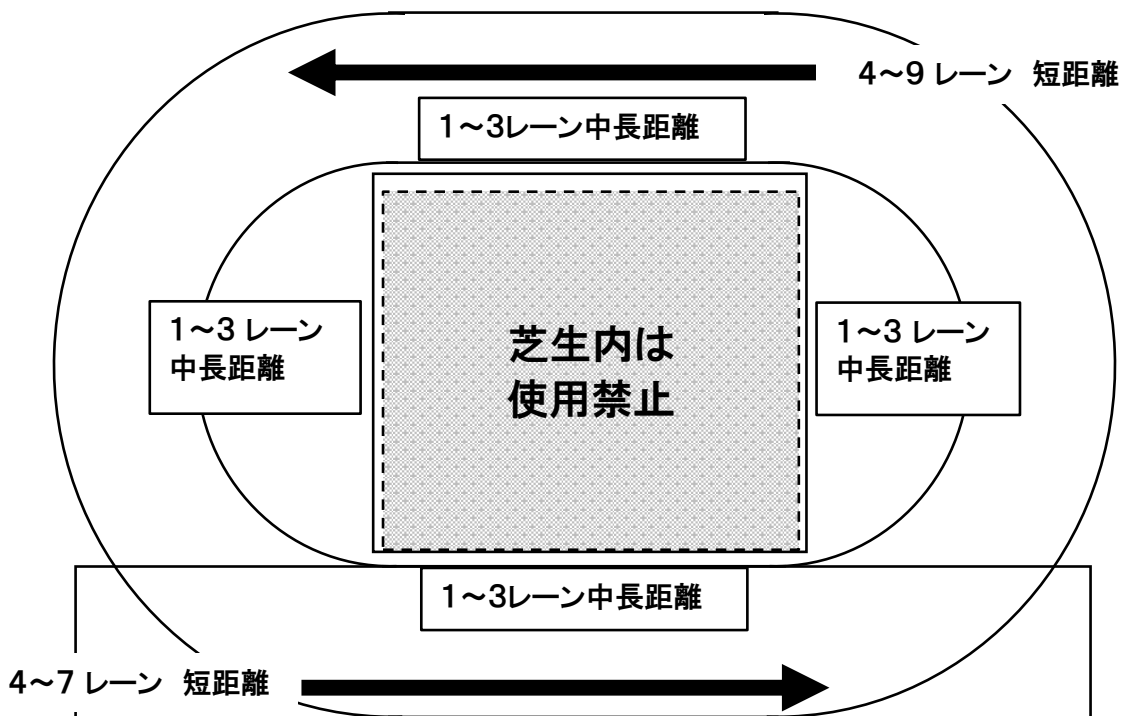 4～9 レーン 短距離
1～3レーン中長距離
1～3 レーン
中長距離
芝生内は
使用禁止
1～3 レーン
中長距離
1～3レーン中長距離
4～7 レーン 短距離